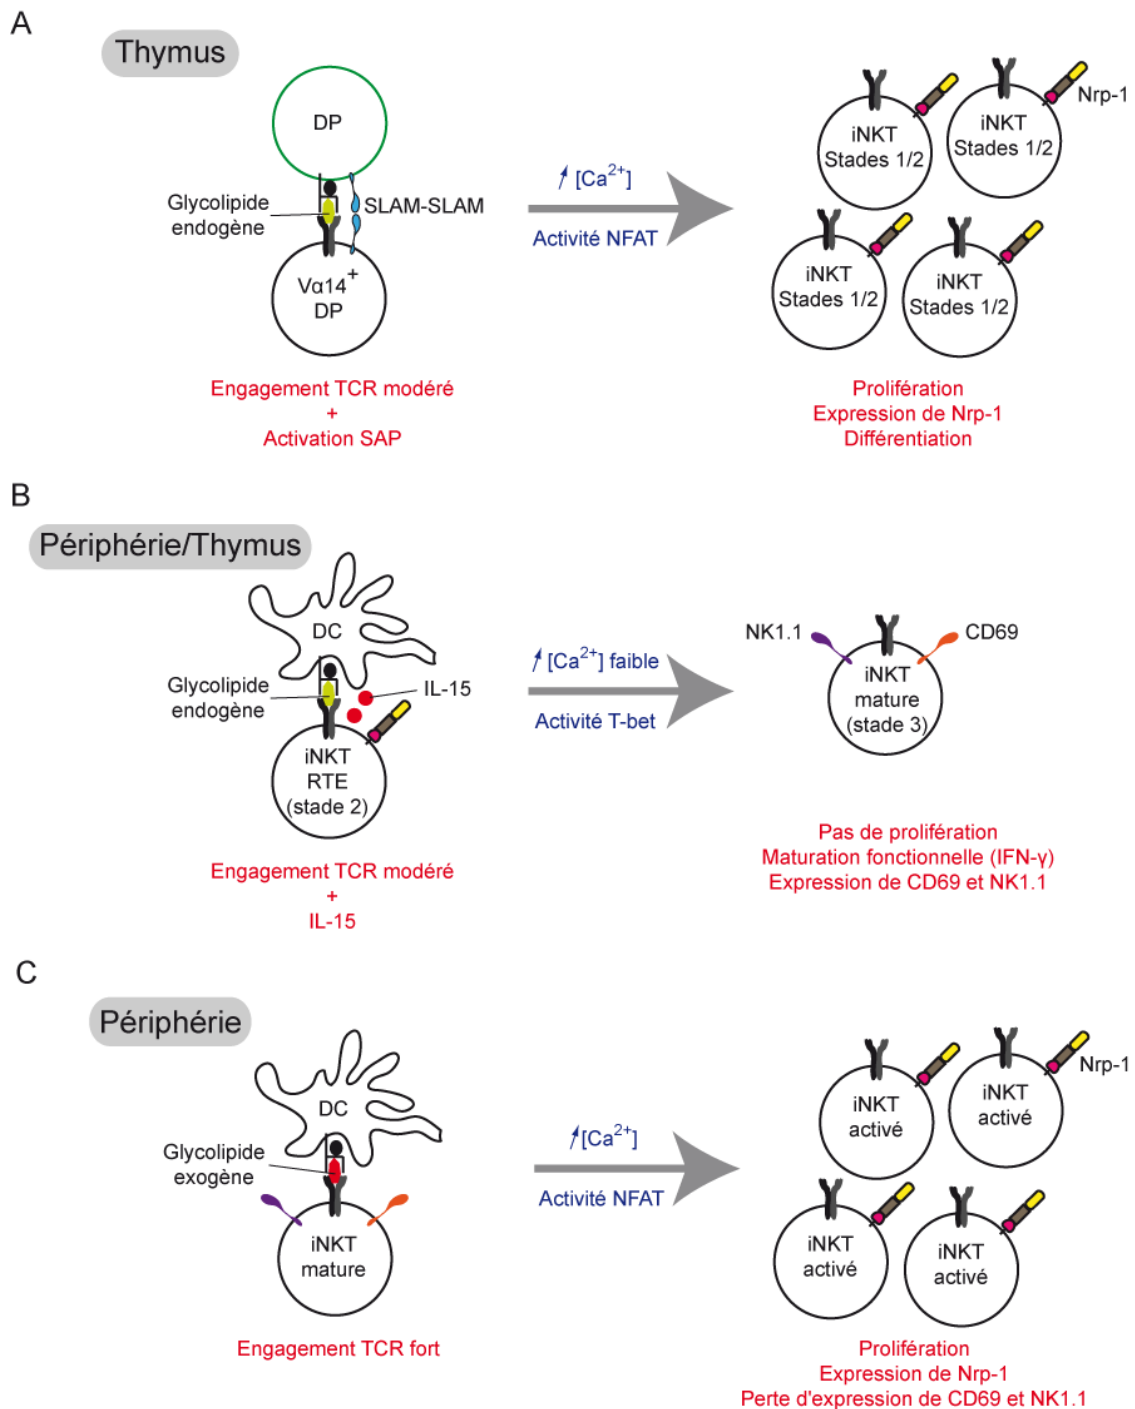 A
Thymus
DP
Glycolipide
endogène
SLAM-SLAM
Vα14⁺
DP
Engagement TCR modéré
+
Activation SAP
↗ [Ca²⁺]
Activité NFAT
Nrp-1
iNKT
Stades 1/2
iNKT
Stades 1/2
iNKT
Stades 1/2
iNKT
Stades 1/2
Prolifération
Expression de Nrp-1
Différentiation
B
Périphérie/Thymus
DC
Glycolipide
endogène
IL-15
iNKT
RTE
(stade 2)
Engagement TCR modéré
+
IL-15
↗ [Ca²⁺] faible
Activité T-bet
NK1.1
CD69
iNKT
mature
(stade 3)
Pas de prolifération
Maturation fonctionnelle (IFN-γ)
Expression de CD69 et NK1.1
C
Périphérie
DC
Glycolipide
exogène
iNKT
mature
Engagement TCR fort
↗[Ca²⁺]
Activité NFAT
Nrp-1
iNKT
activé
iNKT
activé
iNKT
activé
iNKT
activé
Prolifération
Expression de Nrp-1
Perte d'expression de CD69 et NK1.1